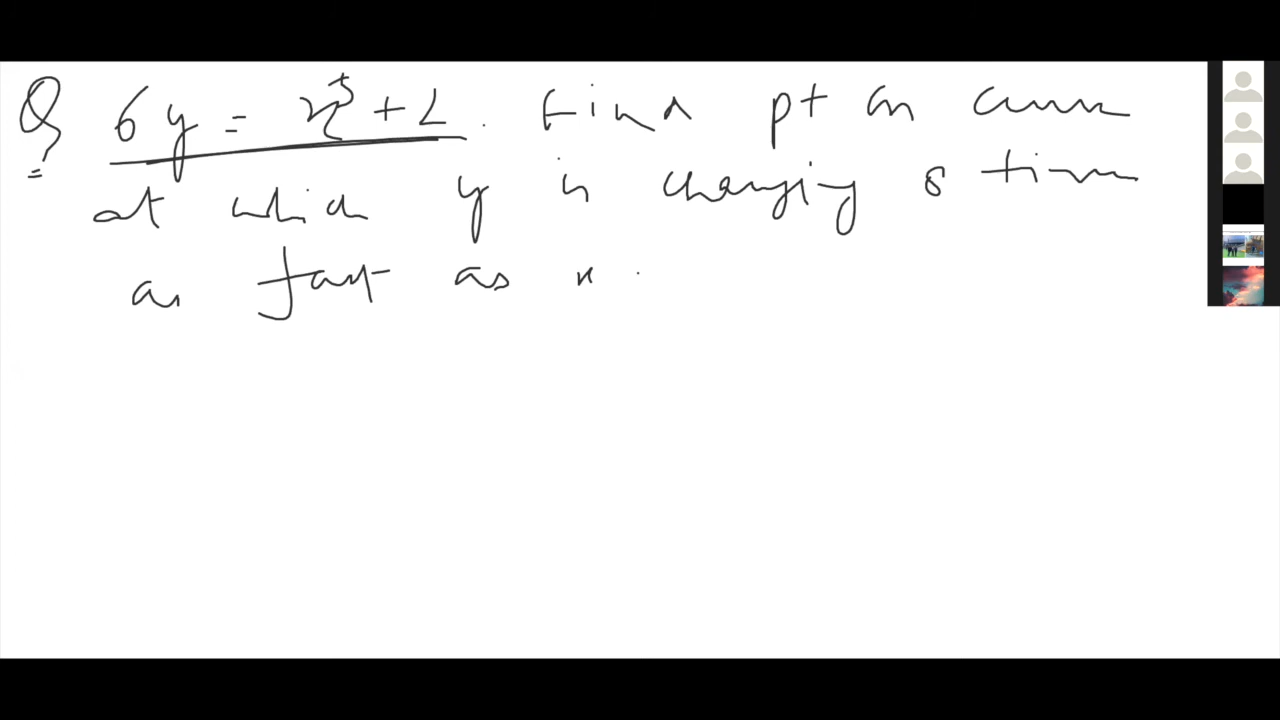 Q 6y = x³ + 2. Find pt on curve
at which y is changing 8 times
as fast as x.